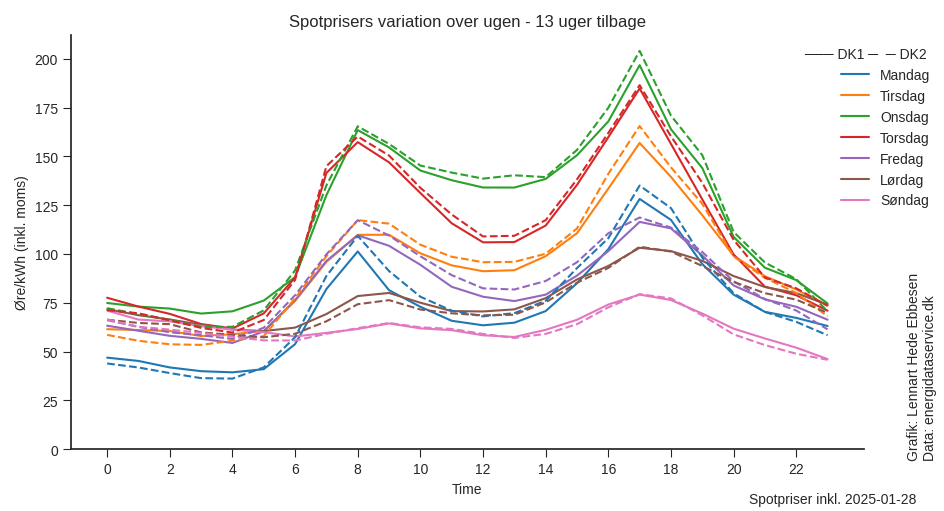 Spotprisers variation over ugen - 13 uger tilbage
DK1 DK2
Mandag
Tirsdag
Onsdag
Torsdag
Fredag
Lørdag
Søndag
Øre/kWh (inkl. moms)
200
175
150
125
100
75
50
25
0
0 2 4 6 8 10 12 14 16 18 20 22
Time
Grafik: Lennart Hede Ebbesen
Data: energidataservice.dk
Spotpriser inkl. 2025-01-28